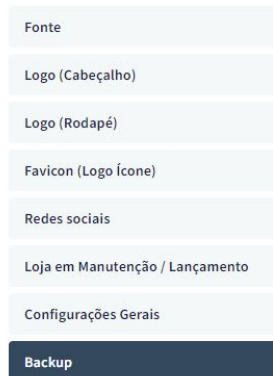 Fonte
Logo (Cabeçalho)
Logo (Rodapé)
Favicon (Logo Ícone)
Redes sociais
Loja em Manutenção / Lançamento
Configurações Gerais
Backup